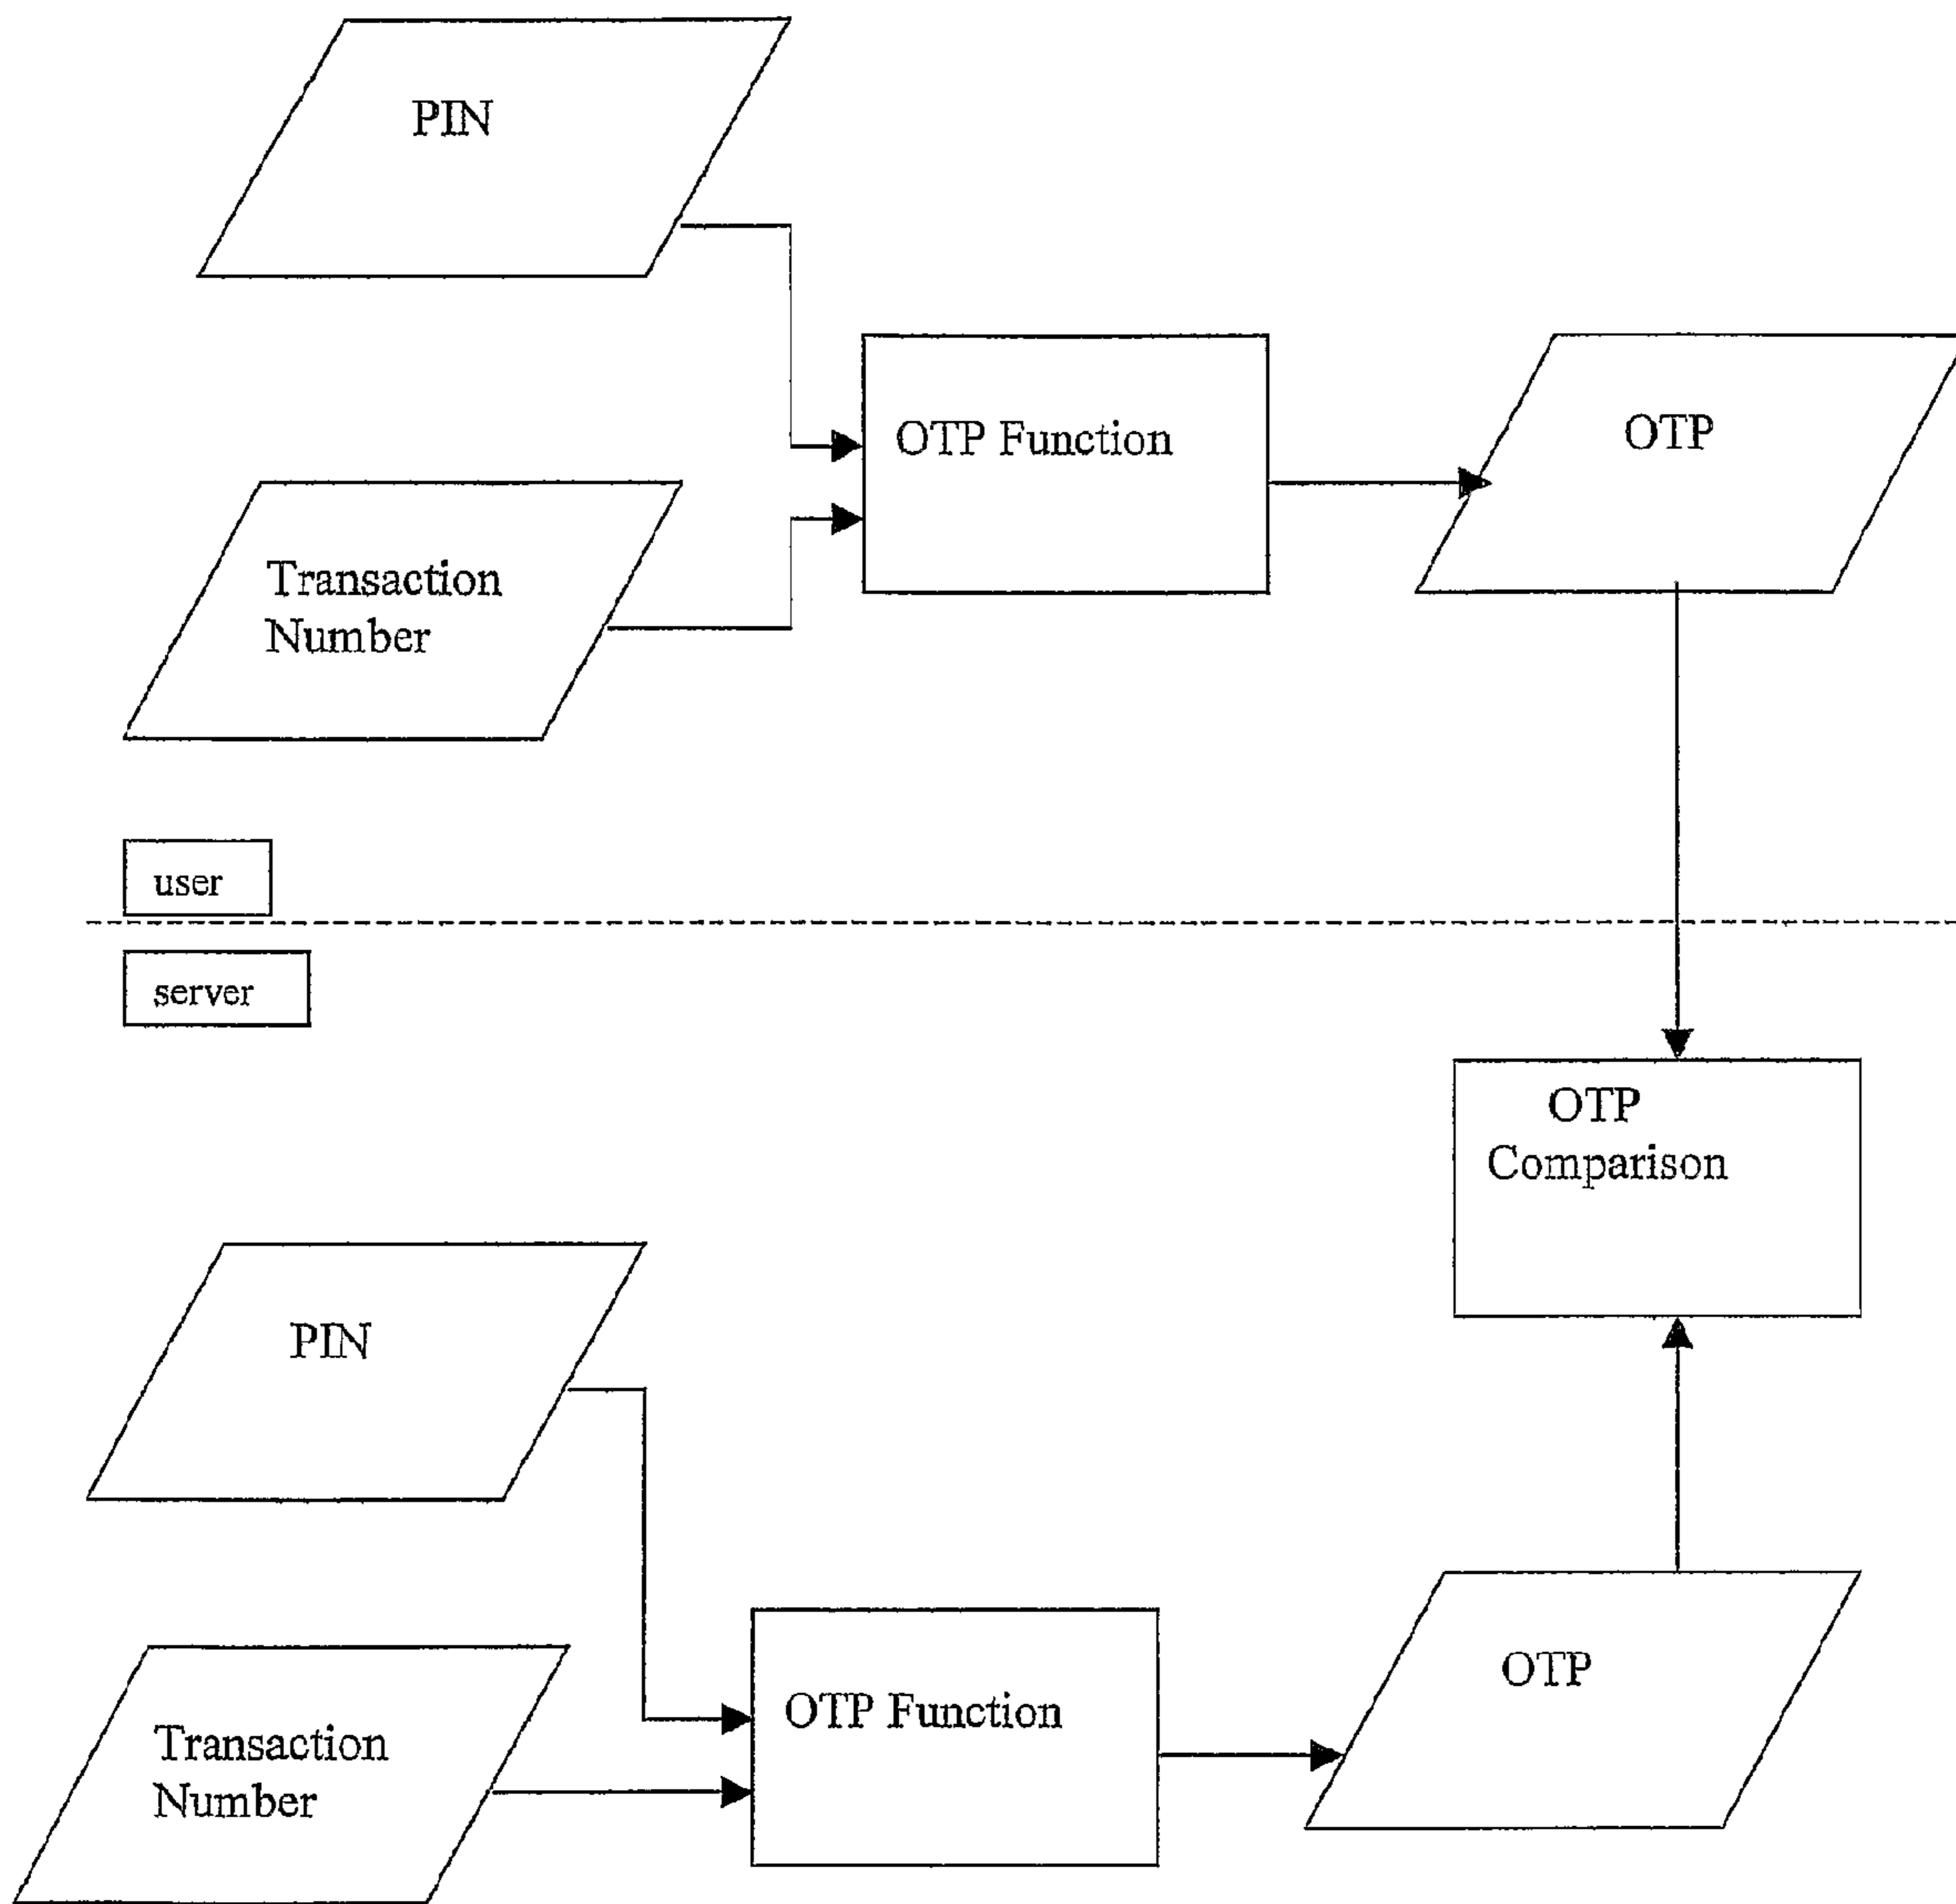 PIN
OTP Function
OTP
Transaction
Number
user
server
OTP
Comparison
PIN
OTP Function
OTP
Transaction
Number